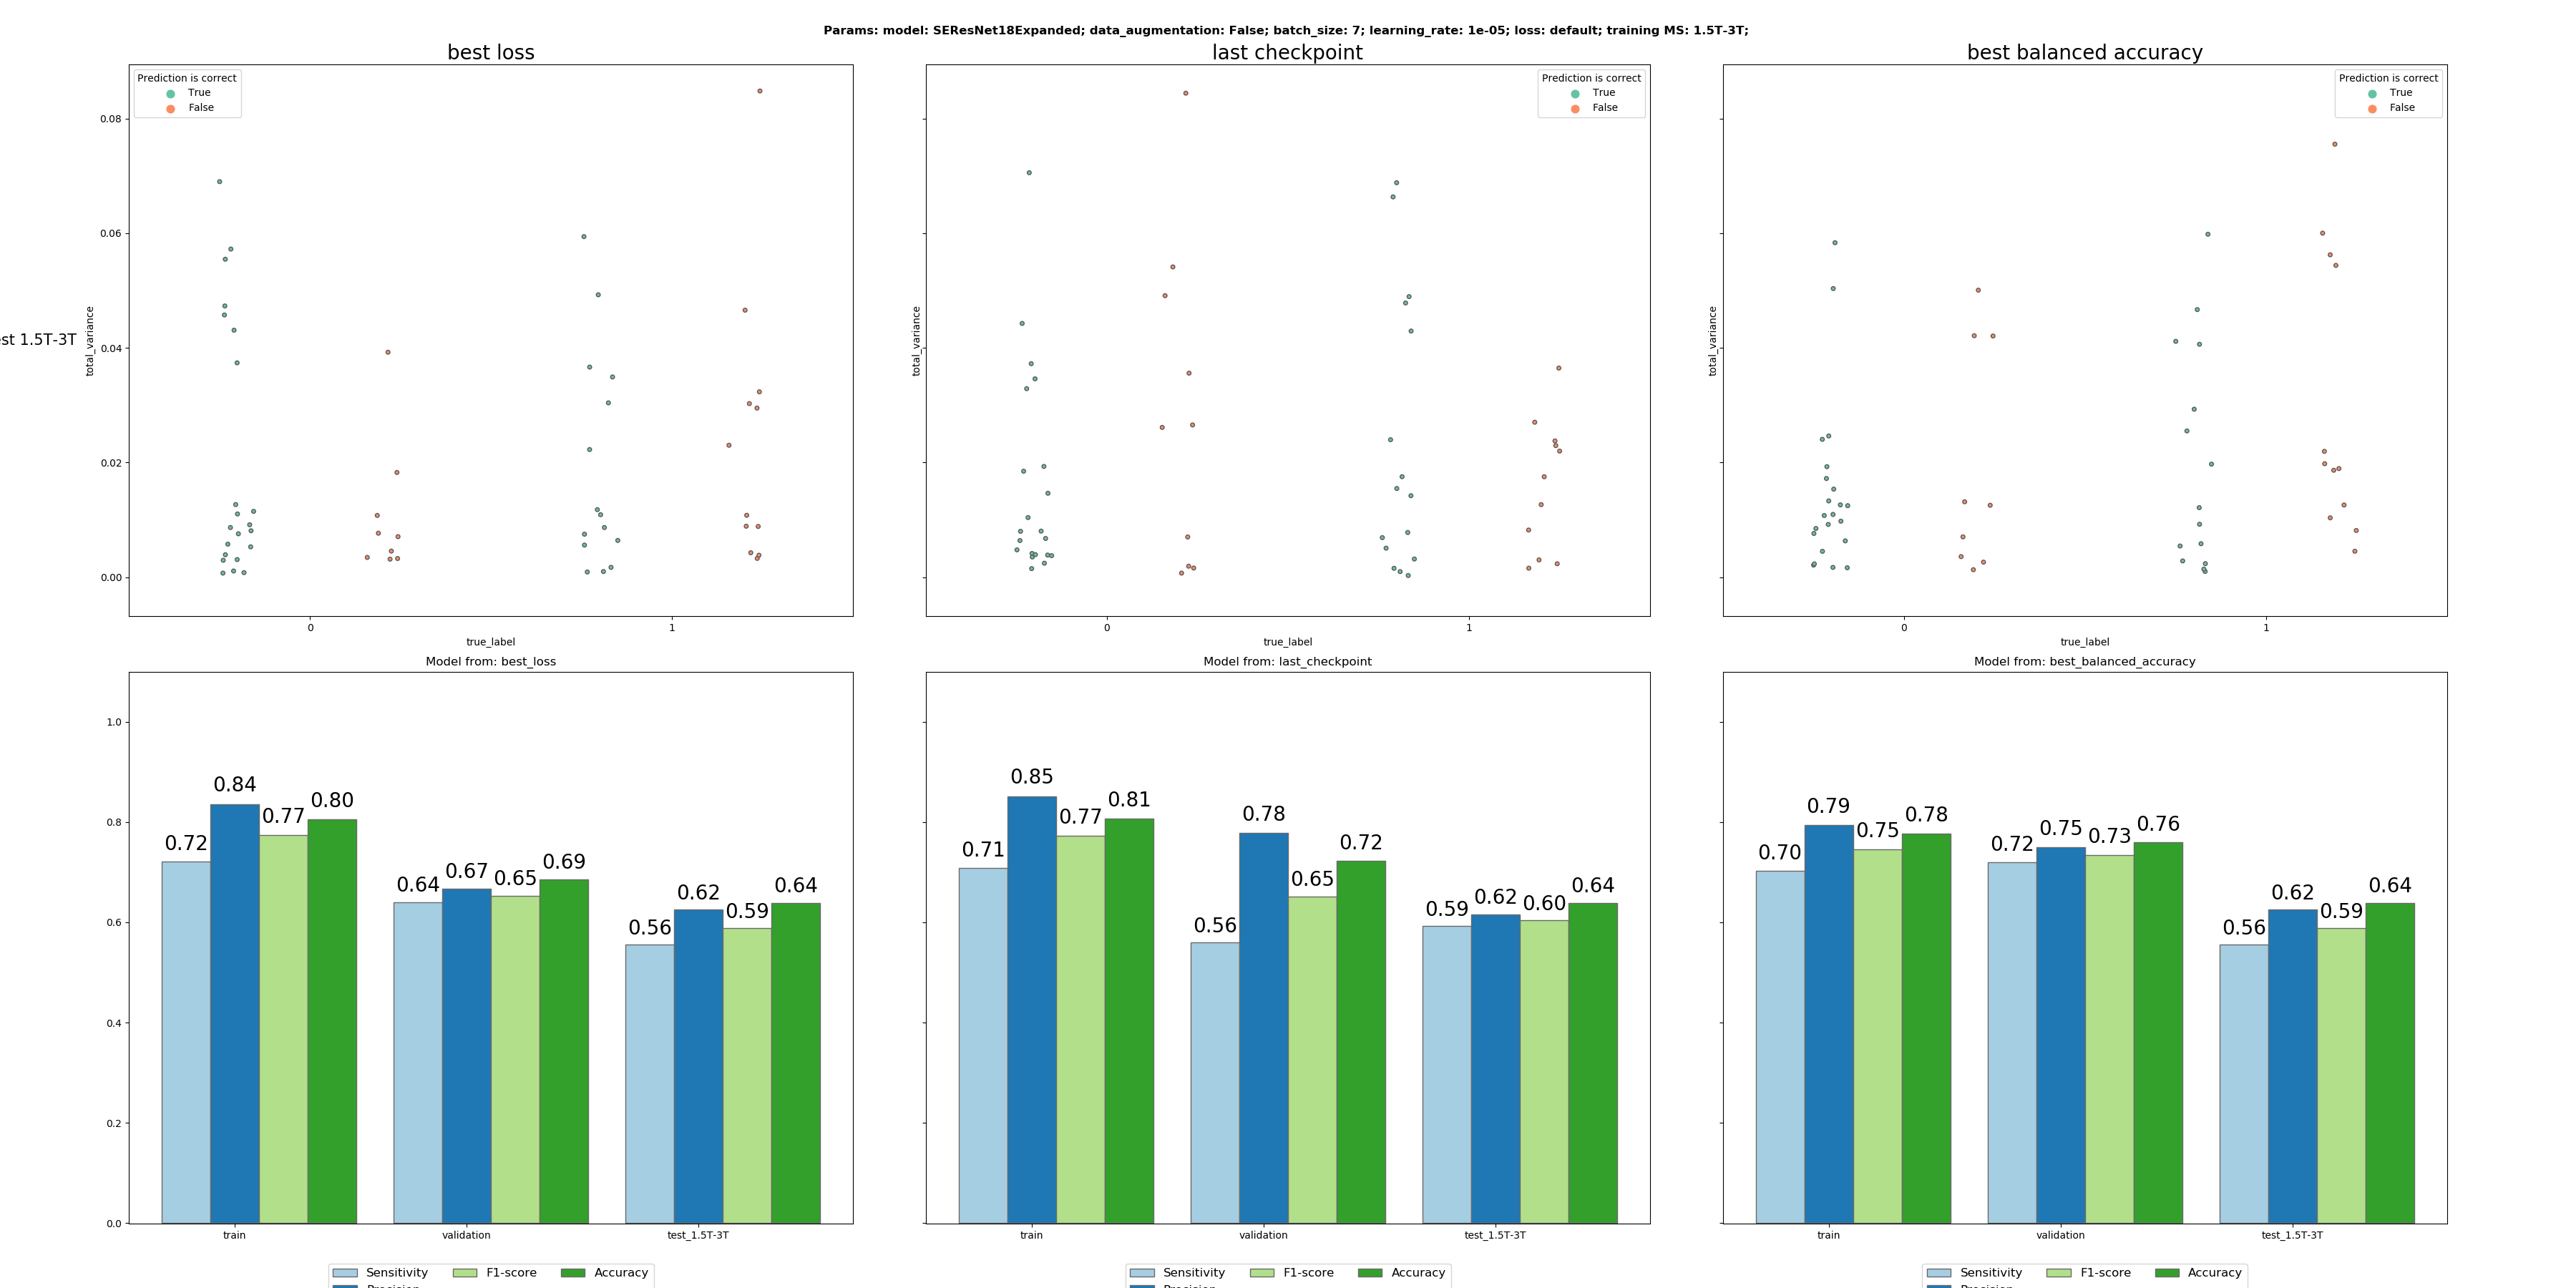 Params: model: SEResNet18Expanded; data_augmentation: False; batch_size: 7; learning_rate: 1e-05; loss: default; training MS: 1.5T-3T;
best loss
last checkpoint
best balanced accuracy
Prediction is correct
True
False
Prediction is correct
True
False
Prediction is correct
True
False
0.08
0.06
0.04
0.02
0.00
1.5T-3T
total_variance
total_variance
total_variance
0 1
0 1
0 1
true_label
true_label
true_label
Model from: best_loss
Model from: last_checkpoint
Model from: best_balanced_accuracy
1.0
0.8
0.6
0.4
0.2
0.0
0.72 0.84 0.77 0.80
0.64 0.67 0.65 0.69
0.56 0.62 0.59 0.64
0.71 0.85 0.77 0.81
0.56 0.78 0.65 0.72
0.59 0.62 0.60 0.64
0.70 0.79 0.75 0.78
0.72 0.75 0.73 0.76
0.56 0.62 0.59 0.64
train validation test_1.5T-3T
train validation test_1.5T-3T
train validation test_1.5T-3T
Sensitivity F1-score Accuracy
Sensitivity F1-score Accuracy
Sensitivity F1-score Accuracy